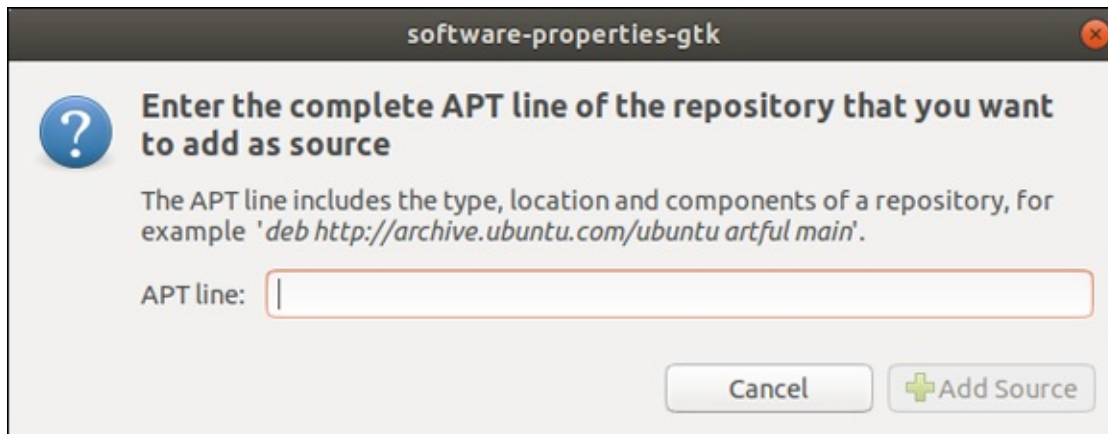 software-properties-gtk
Enter the complete APT line of the repository that you want
to add as source
The APT line includes the type, location and components of a repository, for
example 'deb http://archive.ubuntu.com/ubuntu artful main'.
APT line:
Cancel
Add Source